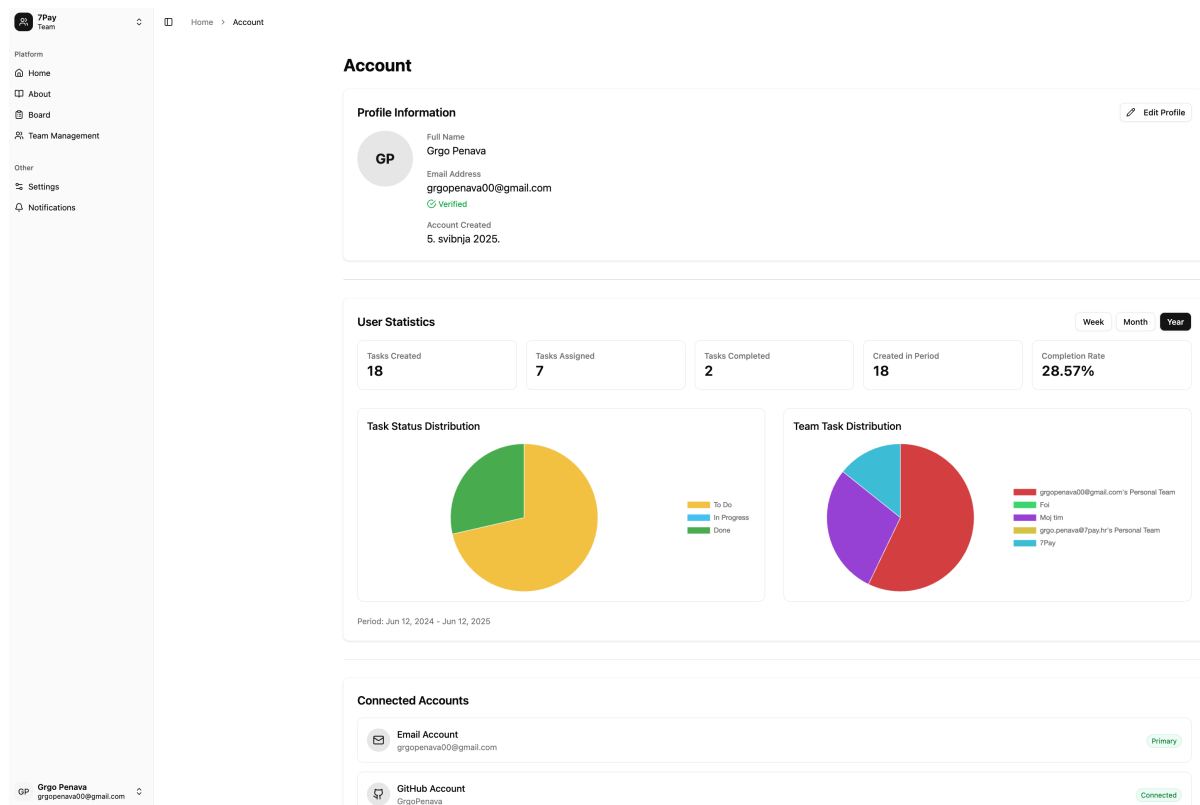 7Pay
Team
Platform
Home
About
Board
Team Management
Other
Settings
Notifications
GP
Grgo Penava
grgopenava00@gmail.com
Home > Account
Account
Profile Information
Edit Profile
GP
Full Name
Grgo Penava
Email Address
grgopenava00@gmail.com
Verified
Account Created
5. svibnja 2025.
User Statistics
Week Month Year
Tasks Created
18
Tasks Assigned
7
Tasks Completed
2
Created in Period
18
Completion Rate
28.57%
Task Status Distribution
To Do
In Progress
Done
Team Task Distribution
grgopenava00@gmail.com's Personal Team
Foi
Moj tim
grgo.penava@7pay.hr's Personal Team
7Pay
Period: Jun 12, 2024 - Jun 12, 2025
Connected Accounts
Email Account
grgopenava00@gmail.com
Primary
GitHub Account
GrgoPenava
Connected